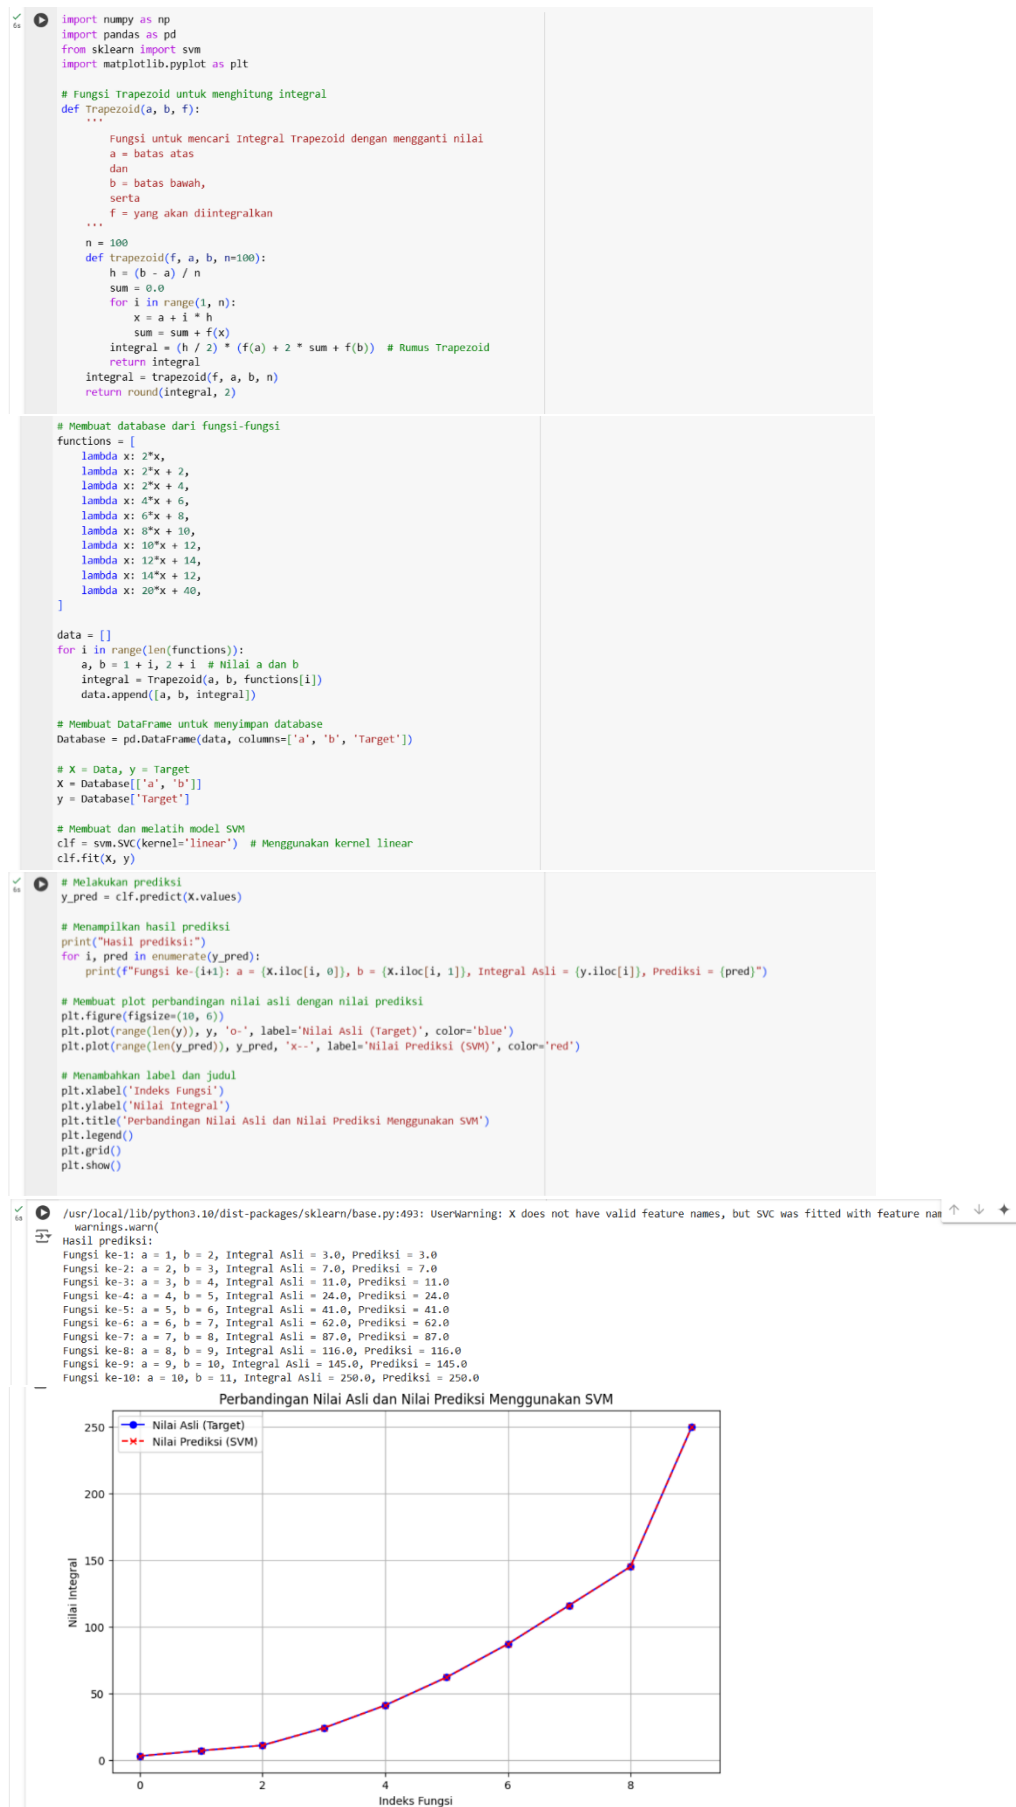 6s
import numpy as np
import pandas as pd
from sklearn import svm
import matplotlib.pyplot as plt
# Fungsi Trapezoid untuk menghitung integral
def Trapezoid(a, b, f):
    '''
        Fungsi untuk mencari Integral Trapezoid dengan mengganti nilai
        a = batas atas
        dan
        b = batas bawah,
        serta
        f = yang akan diintegralkan
    '''
    n = 100
    def trapezoid(f, a, b, n=100):
        h = (b - a) / n
        sum = 0.0
        for i in range(1, n):
            x = a + i * h
            sum = sum + f(x)
        integral = (h / 2) * (f(a) + 2 * sum + f(b))  # Rumus Trapezoid
        return integral
    integral = trapezoid(f, a, b, n)
    return round(integral, 2)
# Membuat database dari fungsi-fungsi
functions = [
    lambda x: 2*x,
    lambda x: 2*x + 2,
    lambda x: 2*x + 4,
    lambda x: 4*x + 6,
    lambda x: 6*x + 8,
    lambda x: 8*x + 10,
    lambda x: 10*x + 12,
    lambda x: 12*x + 14,
    lambda x: 14*x + 12,
    lambda x: 20*x + 40,
]
data = []
for i in range(len(functions)):
    a, b = 1 + i, 2 + i  # Nilai a dan b
    integral = Trapezoid(a, b, functions[i])
    data.append([a, b, integral])
# Membuat DataFrame untuk menyimpan database
Database = pd.DataFrame(data, columns=['a', 'b', 'Target'])
# X = Data, y = Target
X = Database[['a', 'b']]
y = Database['Target']
# Membuat dan melatih model SVM
clf = svm.SVC(kernel='linear')  # Menggunakan kernel linear
clf.fit(X, y)
6s
# Melakukan prediksi
y_pred = clf.predict(X.values)
# Menampilkan hasil prediksi
print("Hasil prediksi:")
for i, pred in enumerate(y_pred):
    print(f"Fungsi ke-{i+1}: a = {X.iloc[i, 0]}, b = {X.iloc[i, 1]}, Integral Asli = {y.iloc[i]}, Prediksi = {pred}")
# Membuat plot perbandingan nilai asli dengan nilai prediksi
plt.figure(figsize=(10, 6))
plt.plot(range(len(y)), y, 'o-', label='Nilai Asli (Target)', color='blue')
plt.plot(range(len(y_pred)), y_pred, 'x--', label='Nilai Prediksi (SVM)', color='red')
# Menambahkan label dan judul
plt.xlabel('Indeks Fungsi')
plt.ylabel('Nilai Integral')
plt.title('Perbandingan Nilai Asli dan Nilai Prediksi Menggunakan SVM')
plt.legend()
plt.grid()
plt.show()
6s
/usr/local/lib/python3.10/dist-packages/sklearn/base.py:493: UserWarning: X does not have valid feature names, but SVC was fitted with feature nam
  warnings.warn(
Hasil prediksi:
Fungsi ke-1: a = 1, b = 2, Integral Asli = 3.0, Prediksi = 3.0
Fungsi ke-2: a = 2, b = 3, Integral Asli = 7.0, Prediksi = 7.0
Fungsi ke-3: a = 3, b = 4, Integral Asli = 11.0, Prediksi = 11.0
Fungsi ke-4: a = 4, b = 5, Integral Asli = 24.0, Prediksi = 24.0
Fungsi ke-5: a = 5, b = 6, Integral Asli = 41.0, Prediksi = 41.0
Fungsi ke-6: a = 6, b = 7, Integral Asli = 62.0, Prediksi = 62.0
Fungsi ke-7: a = 7, b = 8, Integral Asli = 87.0, Prediksi = 87.0
Fungsi ke-8: a = 8, b = 9, Integral Asli = 116.0, Prediksi = 116.0
Fungsi ke-9: a = 9, b = 10, Integral Asli = 145.0, Prediksi = 145.0
Fungsi ke-10: a = 10, b = 11, Integral Asli = 250.0, Prediksi = 250.0
Perbandingan Nilai Asli dan Nilai Prediksi Menggunakan SVM
Nilai Asli (Target)
Nilai Prediksi (SVM)
250
200
150
100
50
0
Nilai Integral
0 2 4 6 8
Indeks Fungsi